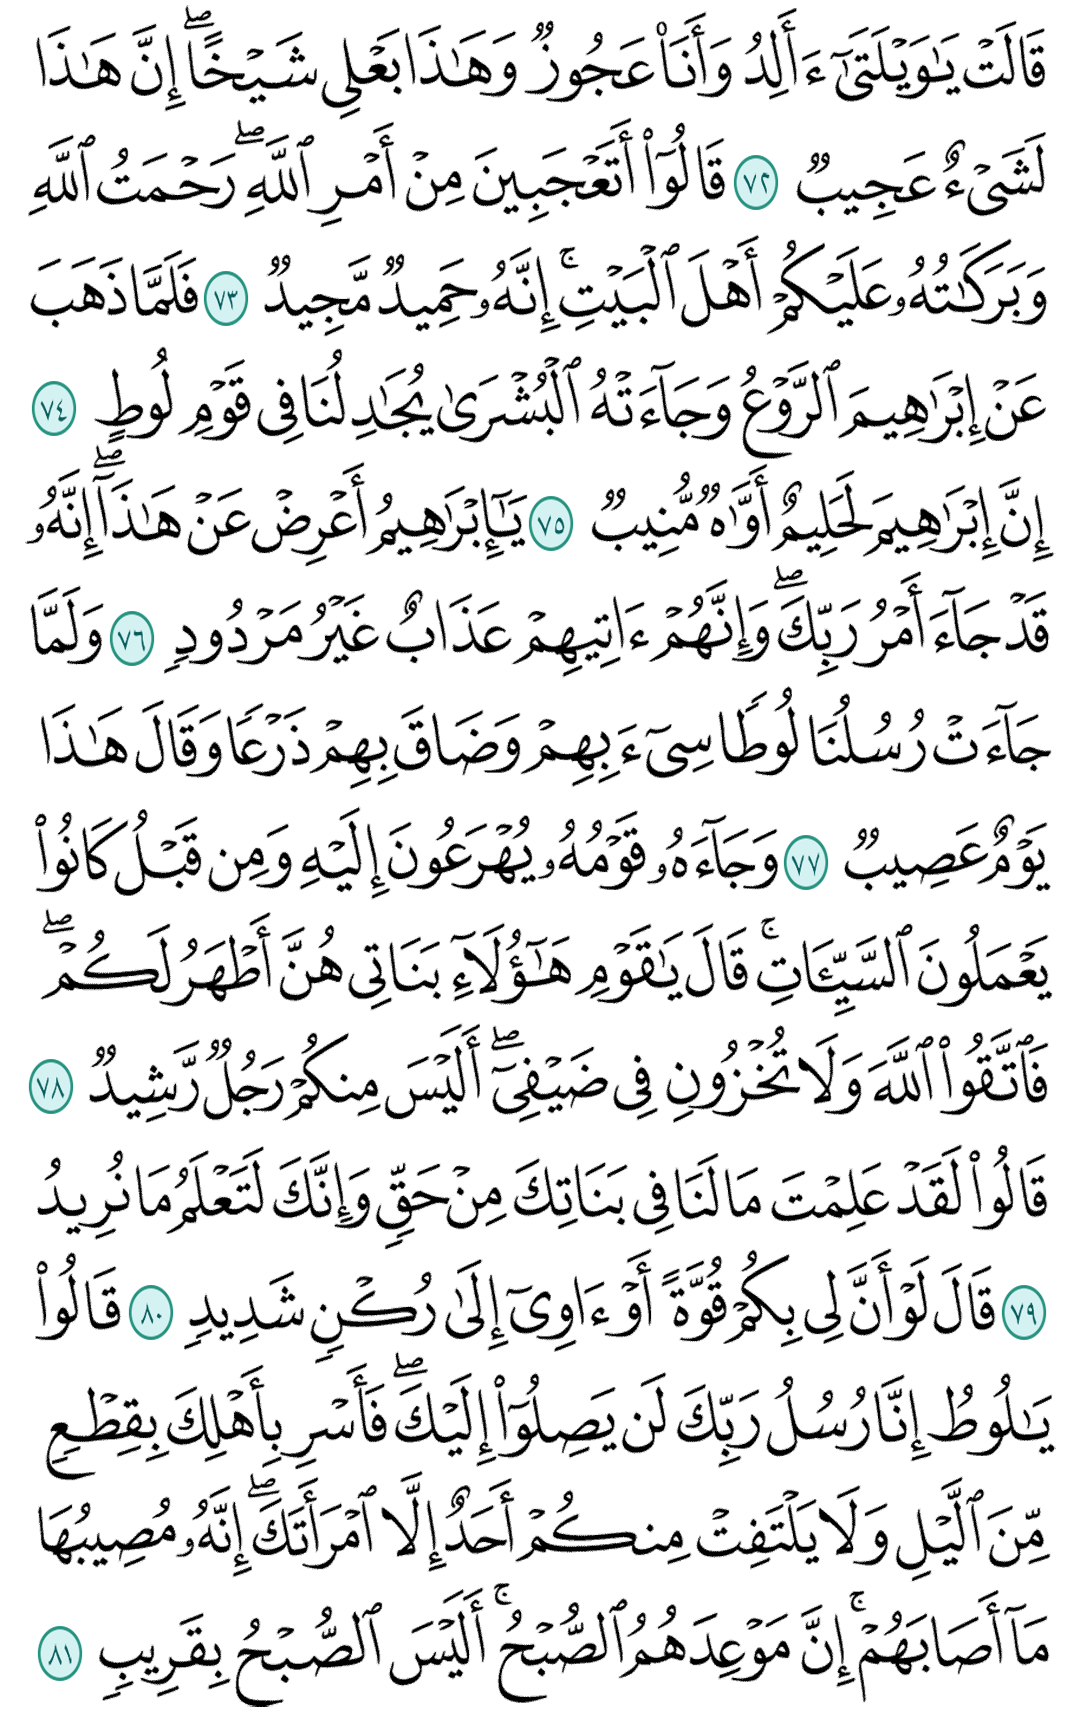 قَالَتْ يَـٰوَيْلَتَىٰٓ ءَأَلِدُ وَأَنَا۠ عَجُوزٌ وَهَـٰذَا بَعْلِى شَيْخًا ۖ إِنَّ هَـٰذَا
لَشَىْءٌ عَجِيبٌ ٧٢ قَالُوٓا۟ أَتَعْجَبِينَ مِنْ أَمْرِ ٱللَّهِ ۖ رَحْمَتُ ٱللَّهِ
وَبَرَكَـٰتُهُۥ عَلَيْكُمْ أَهْلَ ٱلْبَيْتِ ۚ إِنَّهُۥ حَمِيدٌ مَّجِيدٌ ٧٣ فَلَمَّا ذَهَبَ
عَنْ إِبْرَٰهِيمَ ٱلرَّوْعُ وَجَآءَتْهُ ٱلْبُشْرَىٰ يُجَـٰدِلُنَا فِى قَوْمِ لُوطٍ ٧٤
إِنَّ إِبْرَٰهِيمَ لَحَلِيمٌ أَوَّٰهٌ مُّنِيبٌ ٧٥ يَـٰٓإِبْرَٰهِيمُ أَعْرِضْ عَنْ هَـٰذَآ ۖ إِنَّهُۥ
قَدْ جَآءَ أَمْرُ رَبِّكَ ۖ وَإِنَّهُمْ ءَاتِيهِمْ عَذَابٌ غَيْرُ مَرْدُودٍ ٧٦ وَلَمَّا
جَآءَتْ رُسُلُنَا لُوطًا سِىٓءَ بِهِمْ وَضَاقَ بِهِمْ ذَرْعًا وَقَالَ هَـٰذَا
يَوْمٌ عَصِيبٌ ٧٧ وَجَآءَهُۥ قَوْمُهُۥ يُهْرَعُونَ إِلَيْهِ وَمِن قَبْلُ كَانُوا۟
يَعْمَلُونَ ٱلسَّيِّـَٔاتِ ۚ قَالَ يَـٰقَوْمِ هَـٰٓؤُلَآءِ بَنَاتِى هُنَّ أَطْهَرُ لَكُمْ ۖ
فَٱتَّقُوا۟ ٱللَّهَ وَلَا تُخْزُونِ فِى ضَيْفِىٓ ۖ أَلَيْسَ مِنكُمْ رَجُلٌ رَّشِيدٌ ٧٨
قَالُوا۟ لَقَدْ عَلِمْتَ مَا لَنَا فِى بَنَاتِكَ مِنْ حَقٍّ وَإِنَّكَ لَتَعْلَمُ مَا نُرِيدُ
٧٩ قَالَ لَوْ أَنَّ لِى بِكُمْ قُوَّةً أَوْ ءَاوِىٓ إِلَىٰ رُكْنٍ شَدِيدٍ ٨٠ قَالُوا۟
يَـٰلُوطُ إِنَّا رُسُلُ رَبِّكَ لَن يَصِلُوٓا۟ إِلَيْكَ ۖ فَأَسْرِ بِأَهْلِكَ بِقِطْعٍ
مِّنَ ٱلَّيْلِ وَلَا يَلْتَفِتْ مِنكُمْ أَحَدٌ إِلَّا ٱمْرَأَتَكَ ۖ إِنَّهُۥ مُصِيبُهَا
مَآ أَصَابَهُمْ ۚ إِنَّ مَوْعِدَهُمُ ٱلصُّبْحُ ۚ أَلَيْسَ ٱلصُّبْحُ بِقَرِيبٍ ٨١